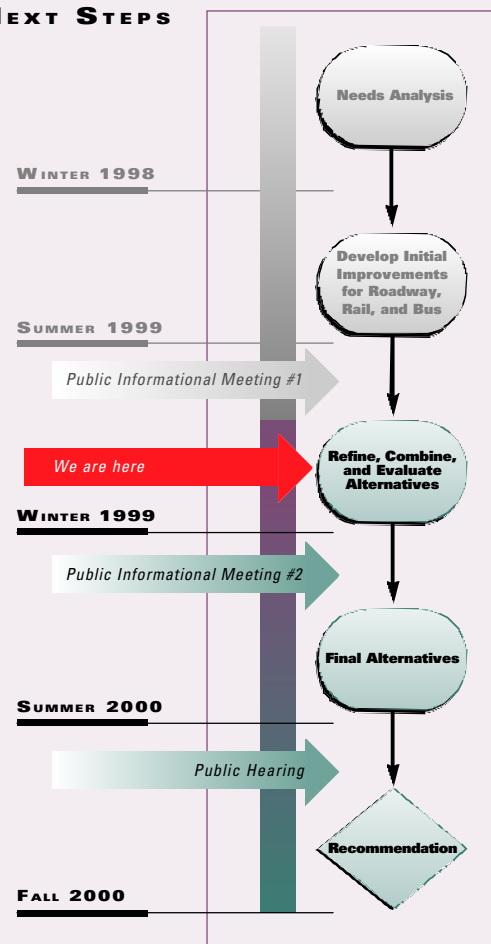 EXT STEPS
Needs Analysis
WINTER 1998
Develop Initial
Improvements
for Roadway,
Rail, and Bus
SUMMER 1999
Public Informational Meeting #1
We are here
Refine, Combine,
and Evaluate
Alternatives
WINTER 1999
Public Informational Meeting #2
Final Alternatives
SUMMER 2000
Public Hearing
Recommendation
FALL 2000